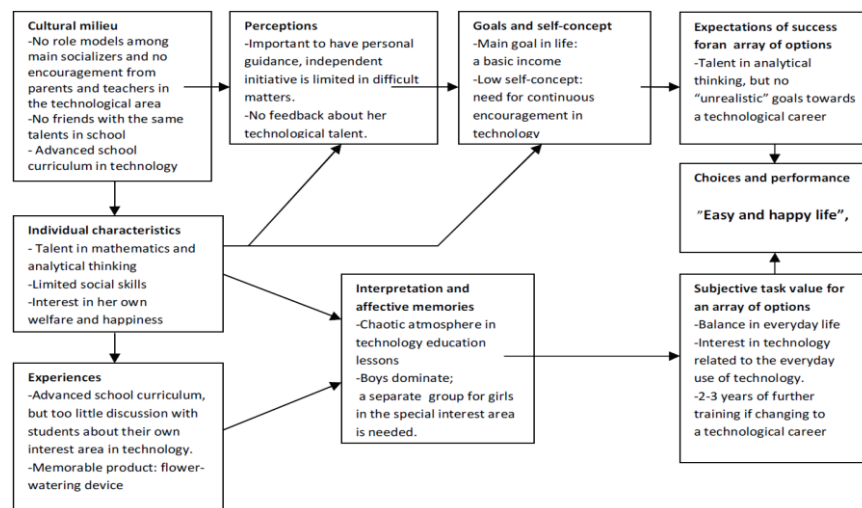 Cultural milieu
-No role models among
main socializers and no
encouragement from
parents and teachers in
the technological area
-No friends with the same
talents in school
- Advanced school
curriculum in technology
Perceptions
-Important to have personal
guidance, independent
initiative is limited in difficult
matters.
-No feedback about her
technological talent.
Goals and self-concept
-Main goal in life:
a basic income
-Low self-concept:
need for continuous
encouragement in
technology
Expectations of success
foran array of options
-Talent in analytical
thinking, but no
"unrealistic" goals towards
a technological career
Choices and performance
"Easy and happy life",
Individual characteristics
- Talent in mathematics and
analytical thinking
-Limited social skills
-Interest in her own
welfare and happiness
Interpretation and
affective memories
-Chaotic atmosphere in
technology education
lessons
-Boys dominate;
a separate group for girls
in the special interest area
is needed.
Subjective task value for
an array of options
-Balance in everyday life
-Interest in technology
related to the everyday
use of technology.
-2-3 years of further
training if changing to
a technological career
Experiences
-Advanced school curriculum,
but too little discussion with
students about their own
interest area in technology.
-Memorable product: flower-
watering device